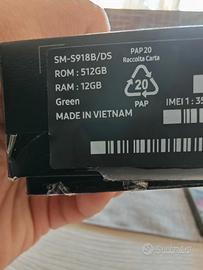 SM-S918B/DS
ROM : 512GB
RAM : 12GB
Green
MADE IN VIETNAM
PAP 20
Raccolta Carta
20
PAP
IMEI 1 : 35